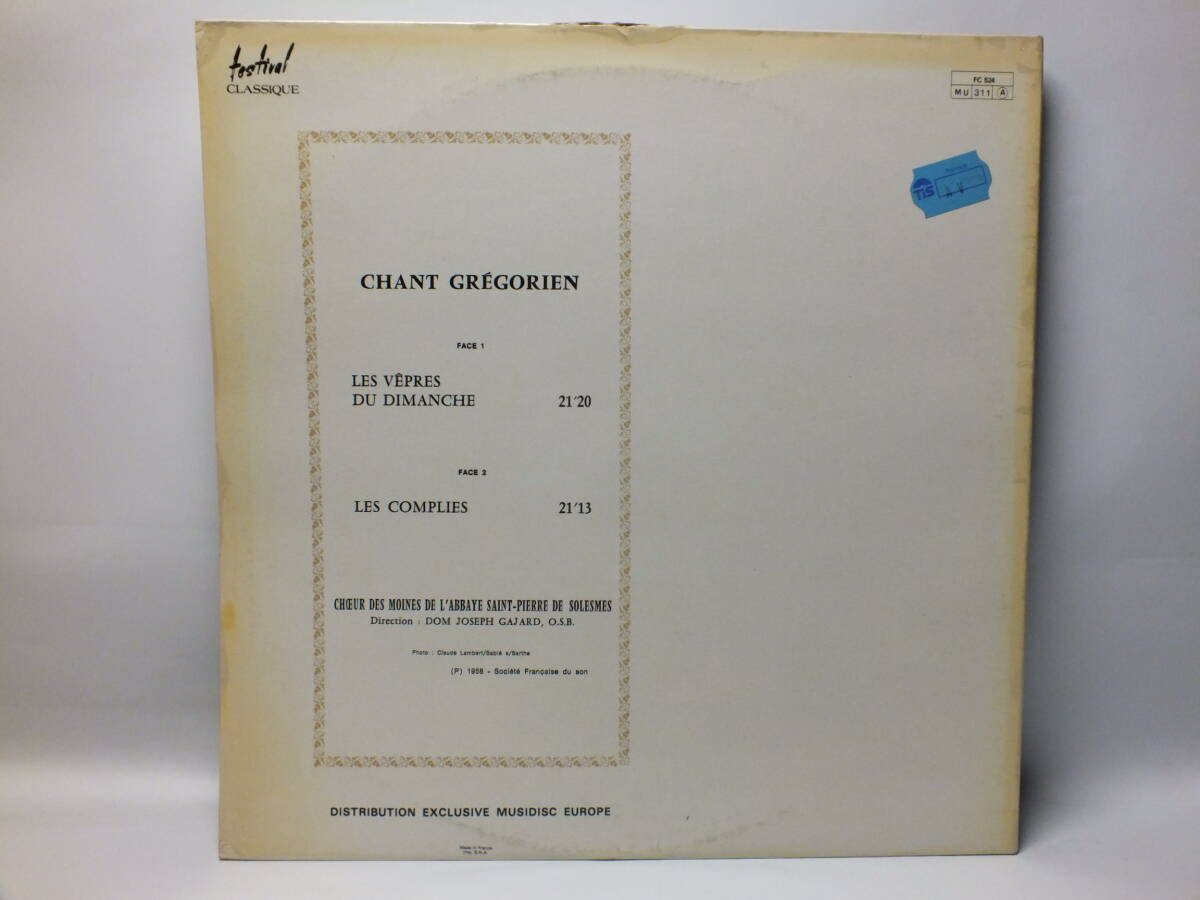 festival
CLASSIQUE
FC 524
MU 311 A
TIS
CHANT GRÉGORIEN
FACE 1
LES VÊPRES
DU DIMANCHE 21'20
FACE 2
LES COMPLIES 21'13
CHŒUR DES MOINES DE L'ABBAYE SAINT-PIERRE DE SOLESMES
Direction : DOM JOSEPH GAJARD, O.S.B.
Photo : Claude Lambert/Sablé s/Sarthe
(P) 1958 - Société Française du son
DISTRIBUTION EXCLUSIVE MUSIDISC EUROPE
Made in France